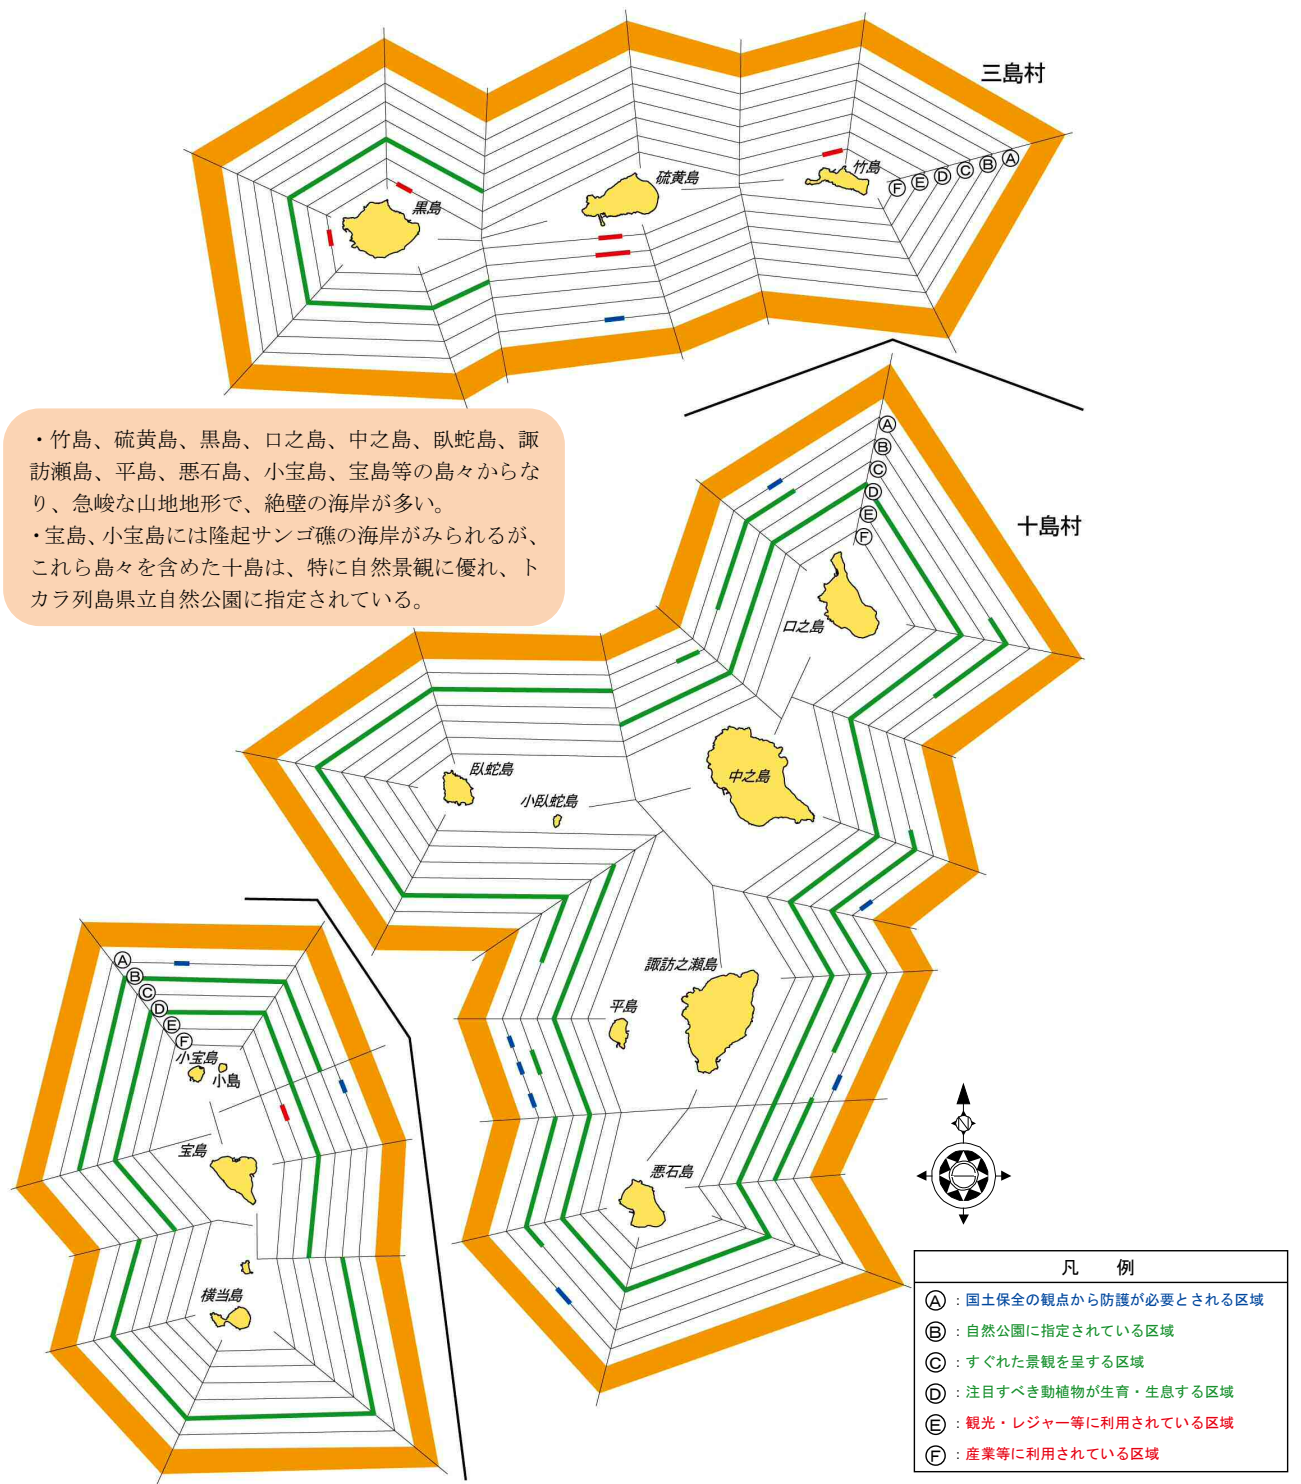 三島村
硫黄島
竹島
黒島
Ⓕ Ⓔ Ⓓ Ⓒ Ⓑ Ⓐ
・竹島、硫黄島、黒島、口之島、中之島、臥蛇島、諏
訪瀬島、平島、悪石島、小宝島、宝島等の島々からな
り、急峻な山地地形で、絶壁の海岸が多い。
・宝島、小宝島には隆起サンゴ礁の海岸がみられるが、
これら島々を含めた十島は、特に自然景観に優れ、ト
カラ列島県立自然公園に指定されている。
Ⓐ
Ⓑ
Ⓒ
Ⓓ
Ⓔ
Ⓕ
十島村
口之島
臥蛇島
小臥蛇島
中之島
諏訪之瀬島
平島
悪石島
Ⓐ
Ⓑ
Ⓒ
Ⓓ
Ⓔ
Ⓕ
小宝島
小島
宝島
横当島
N
凡 例
Ⓐ : 国土保全の観点から防護が必要とされる区域
Ⓑ : 自然公園に指定されている区域
Ⓒ : すぐれた景観を呈する区域
Ⓓ : 注目すべき動植物が生育・生息する区域
Ⓔ : 観光・レジャー等に利用されている区域
Ⓕ : 産業等に利用されている区域